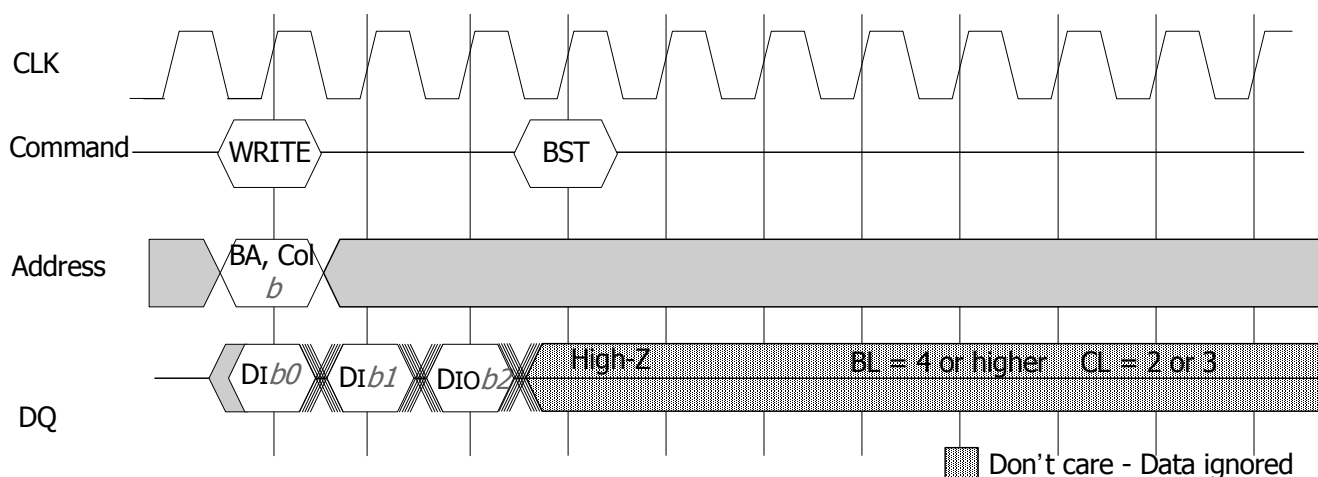 CLK
Command WRITE BST
Address BA, Col
b
DIb0 DIb1 DIOb2 High-Z BL = 4 or higher CL = 2 or 3
DQ
Don't care - Data ignored